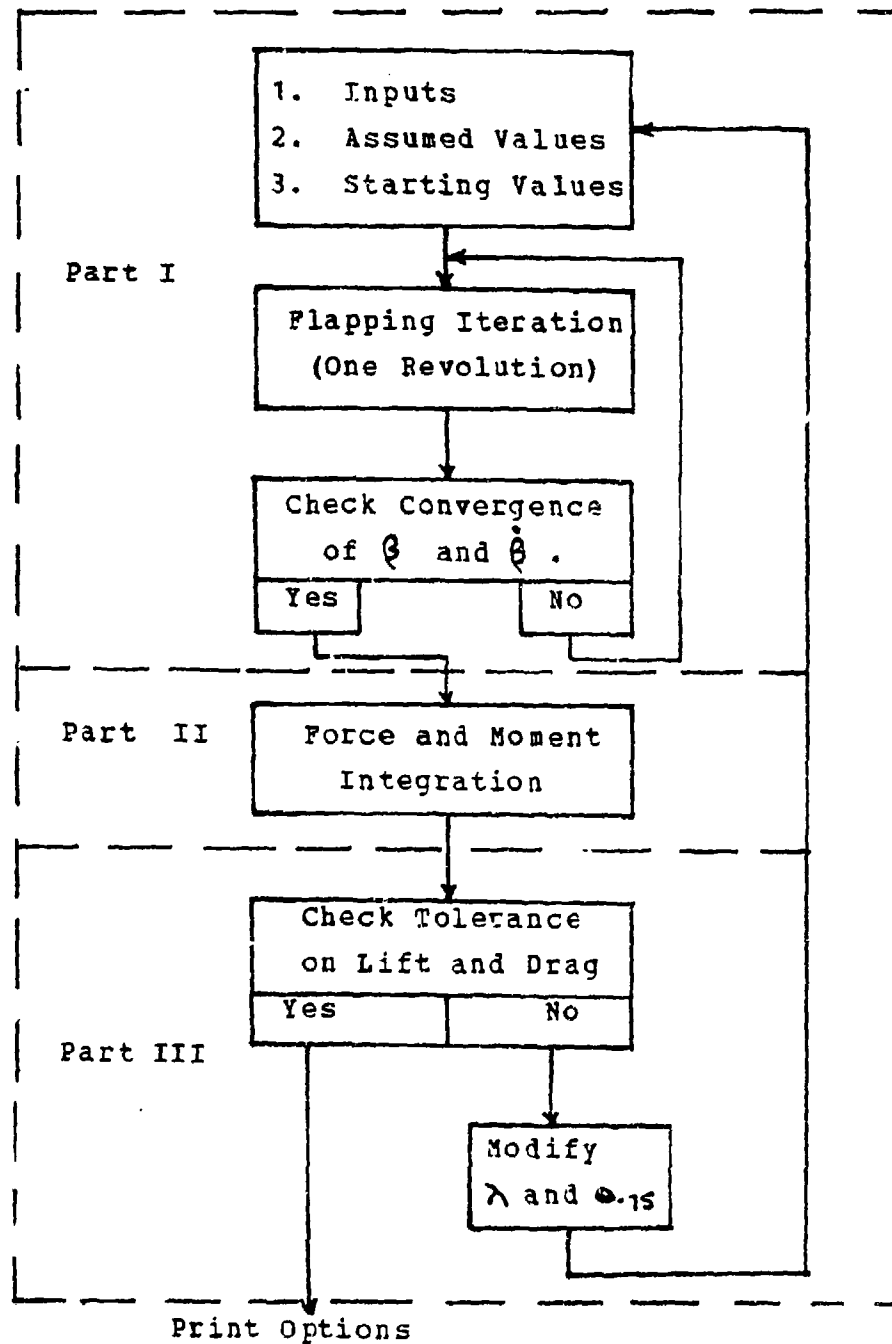 1. Inputs
2. Assumed Values
3. Starting Values
Part I
Flapping Iteration
(One Revolution)
Check Convergence
of β and β̇ .
Yes
No
Part II
Force and Moment
Integration
Check Tolerance
on Lift and Drag
Yes
No
Part III
Modify
λ and θ.75
Print Options